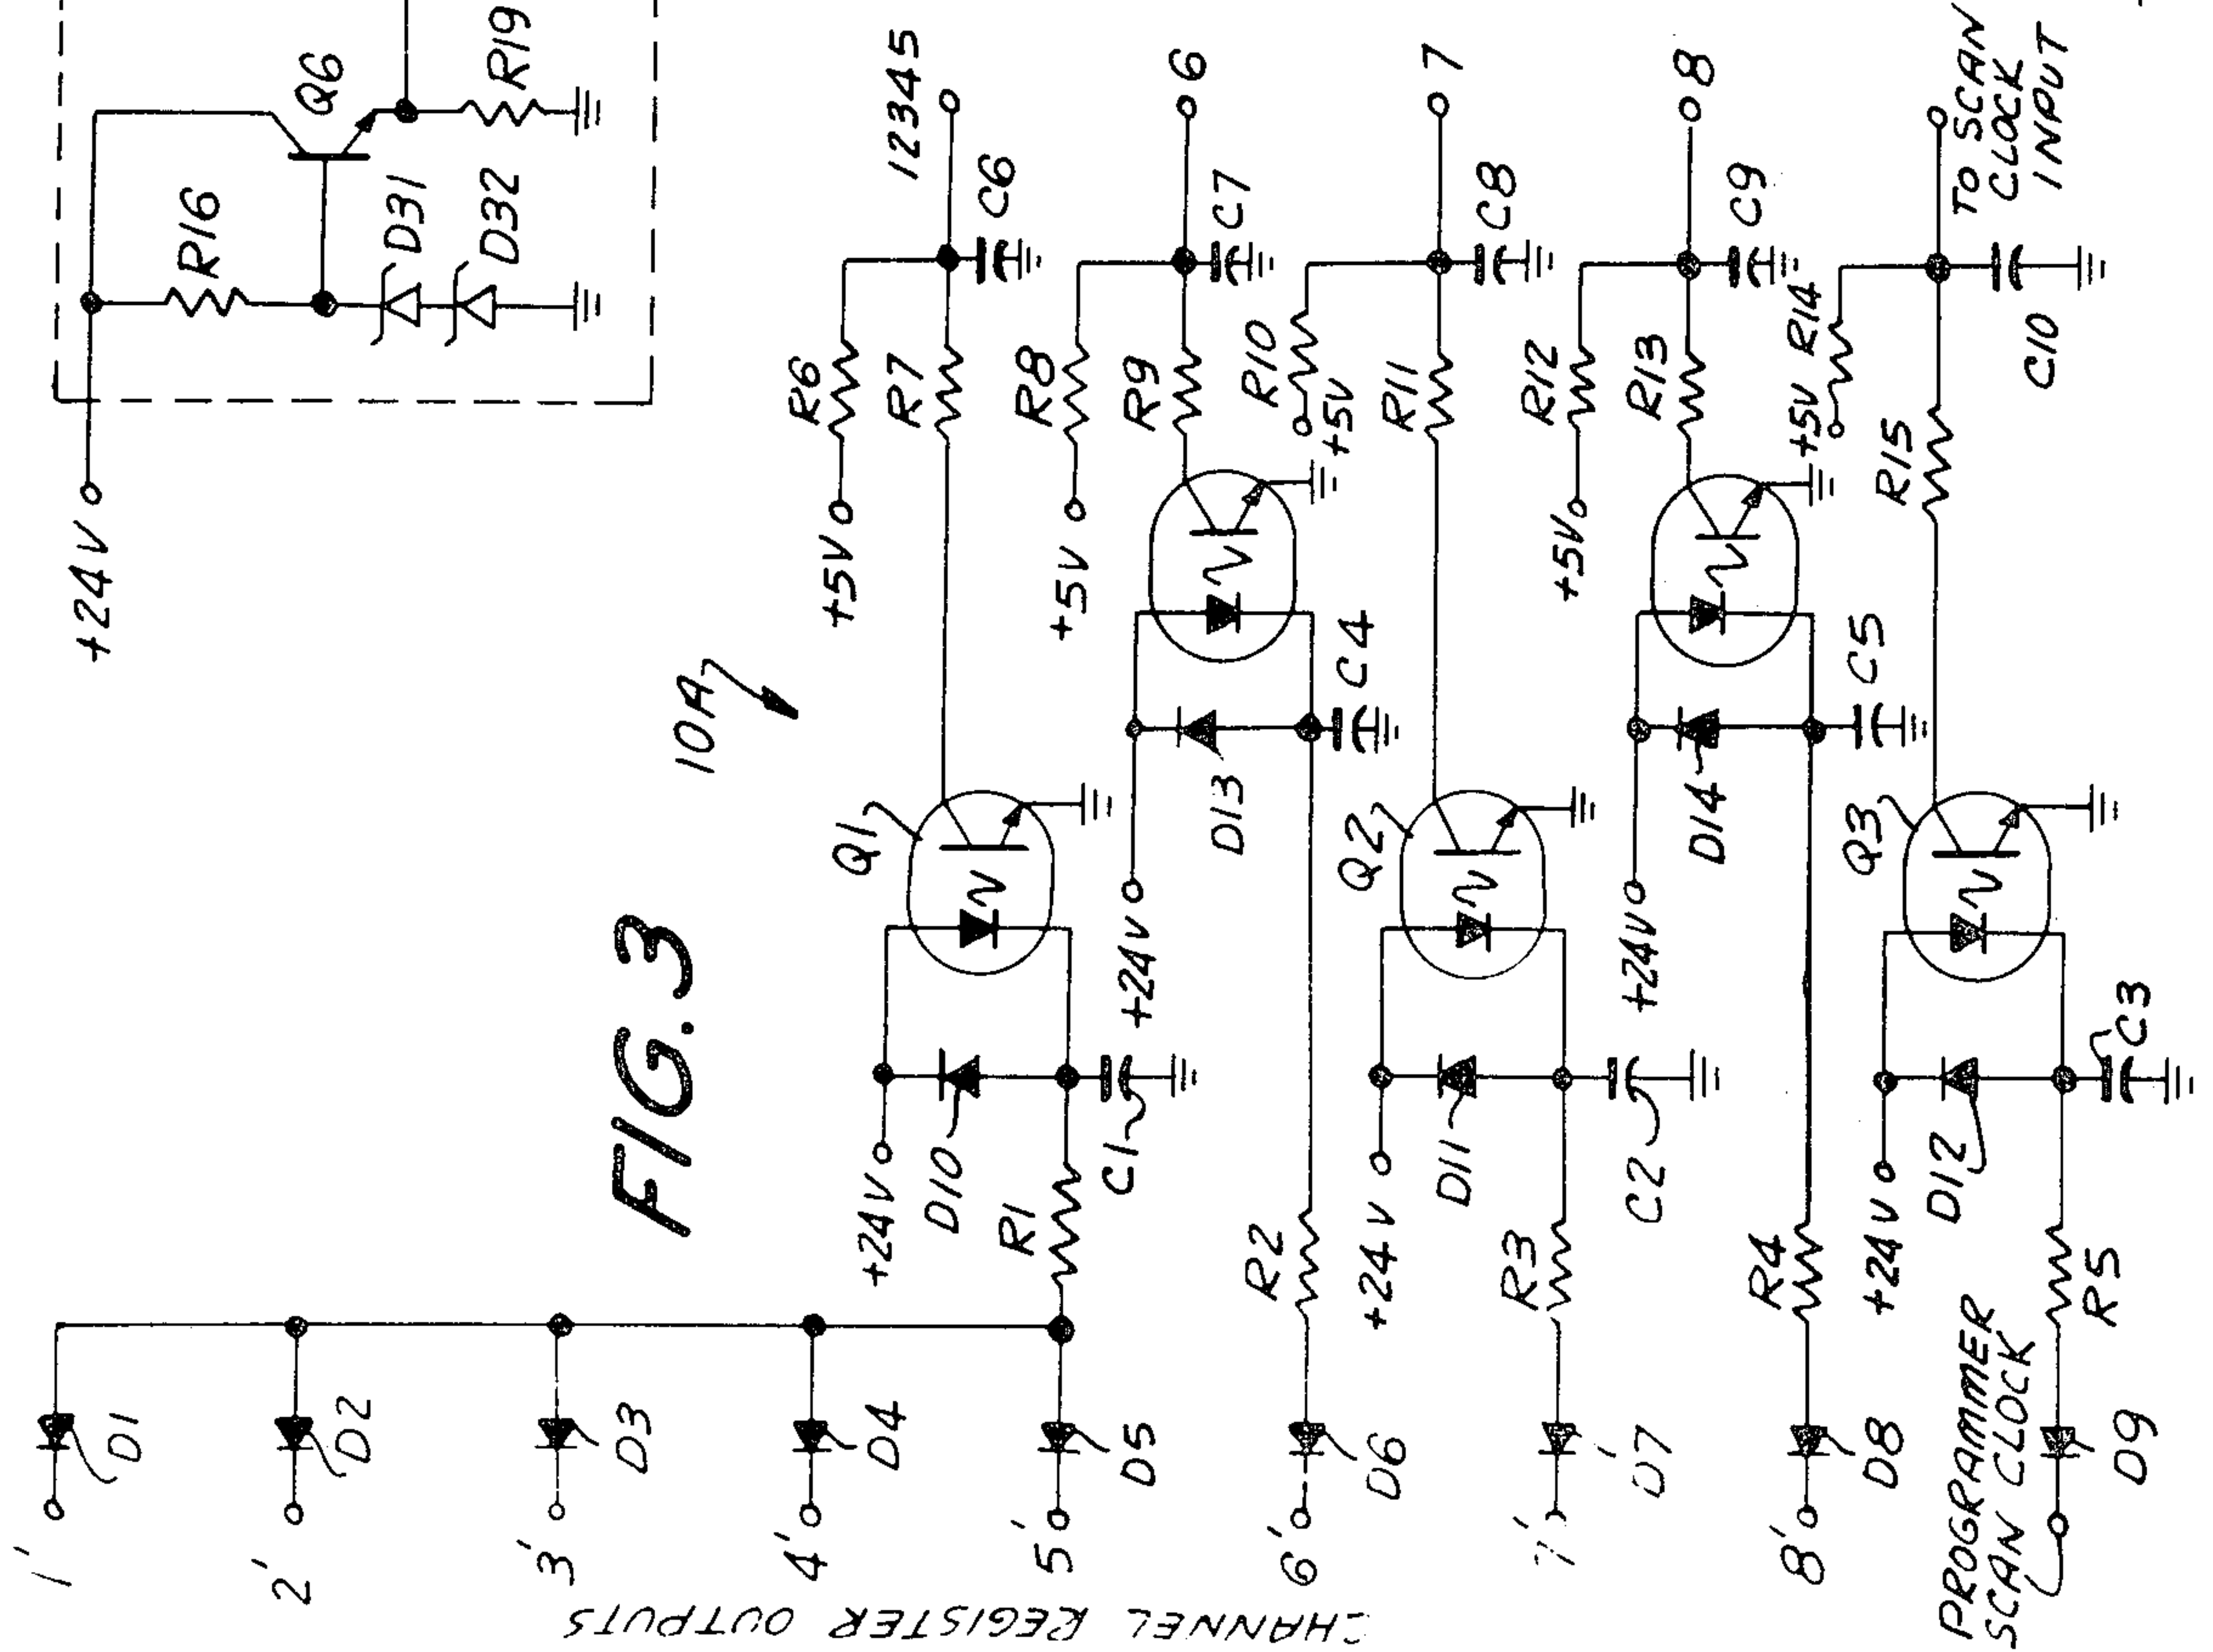 +24V
R16
Q6
D31
D32
R19
FIG. 3
10A
1'
D1
2'
D2
3'
D3
4'
D4
5'
D5
R1
+24V
D10
C1
Q1
+5V
R6
R7
12345
C6
6'
D6
R2
+24V
D13
C4
+5V
R8
R9
6
C7
7'
D7
R3
+24V
D11
C2
Q2
R10
+5V
R11
7
C8
8'
D8
R4
+24V
D14
C5
+5V
R12
R13
8
C9
PROGRAMMER
SCAN CLOCK
D9
R5
+24V
D12
C3
Q3
+5V
R14
R15
C10
TO SCAN
CLOCK
INPUT
CHANNEL REGISTER OUTPUTS